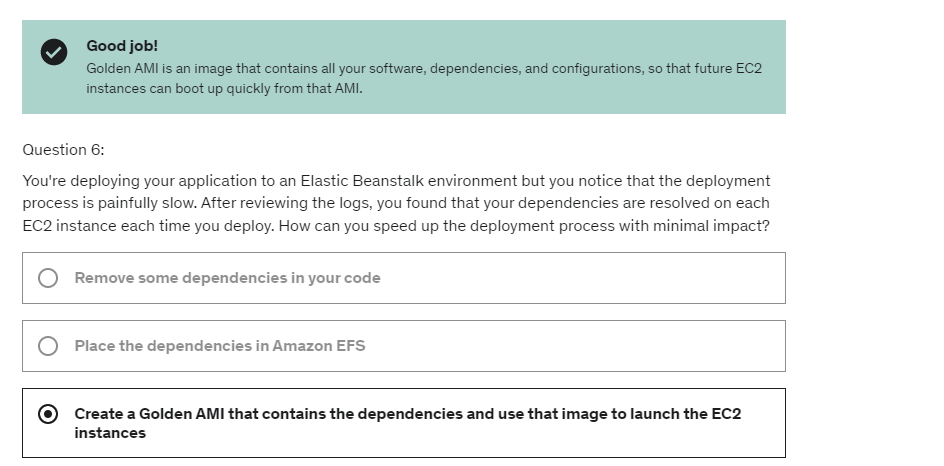 Good job!
Golden AMI is an image that contains all your software, dependencies, and configurations, so that future EC2
instances can boot up quickly from that AMI.
Question 6:
You're deploying your application to an Elastic Beanstalk environment but you notice that the deployment
process is painfully slow. After reviewing the logs, you found that your dependencies are resolved on each
EC2 instance each time you deploy. How can you speed up the deployment process with minimal impact?
Remove some dependencies in your code
Place the dependencies in Amazon EFS
Create a Golden AMI that contains the dependencies and use that image to launch the EC2
instances